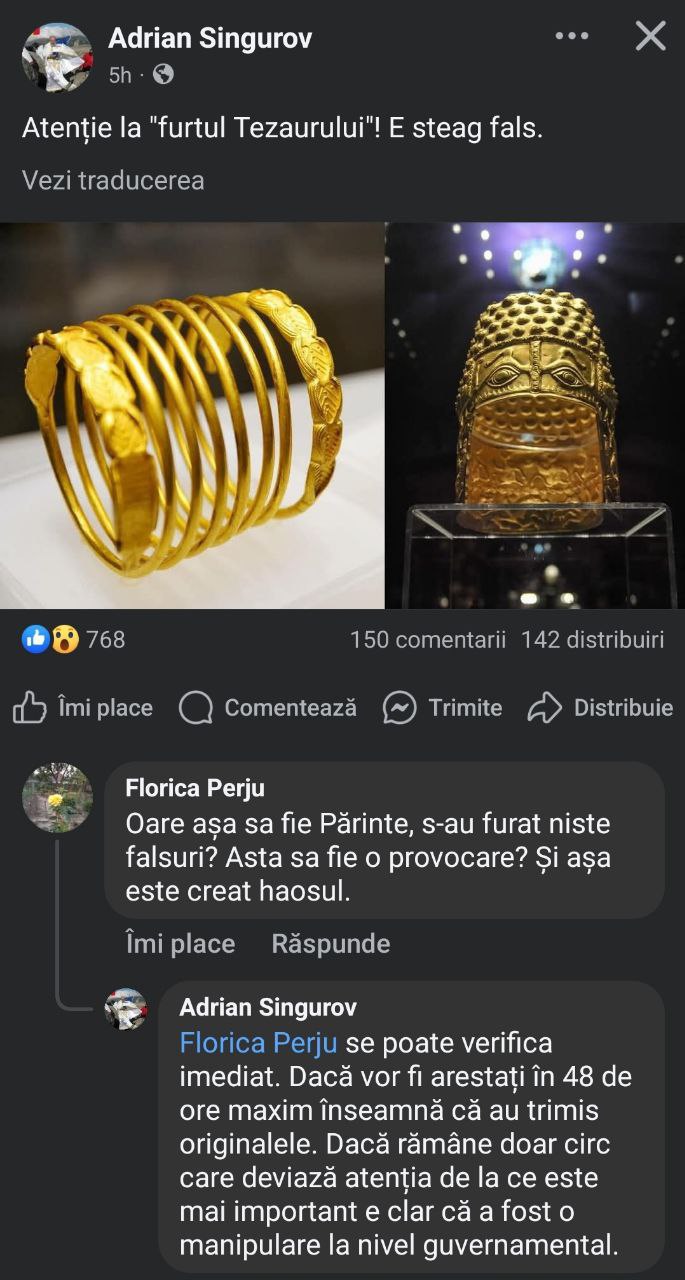 Adrian Singurov
5h ·
Atenție la "furtul Tezaurului"! E steag fals.
Vezi traducerea
768
150 comentarii 142 distribuiri
Îmi place Comentează Trimite Distribuie
Florica Perju
Oare așa sa fie Părinte, s-au furat niste
falsuri? Asta sa fie o provocare? Și așa
este creat haosul.
Îmi place Răspunde
Adrian Singurov
Florica Perju se poate verifica
imediat. Dacă vor fi arestați în 48 de
ore maxim înseamnă că au trimis
originalele. Dacă rămâne doar circ
care deviază atenția de la ce este
mai important e clar că a fost o
manipulare la nivel guvernamental.